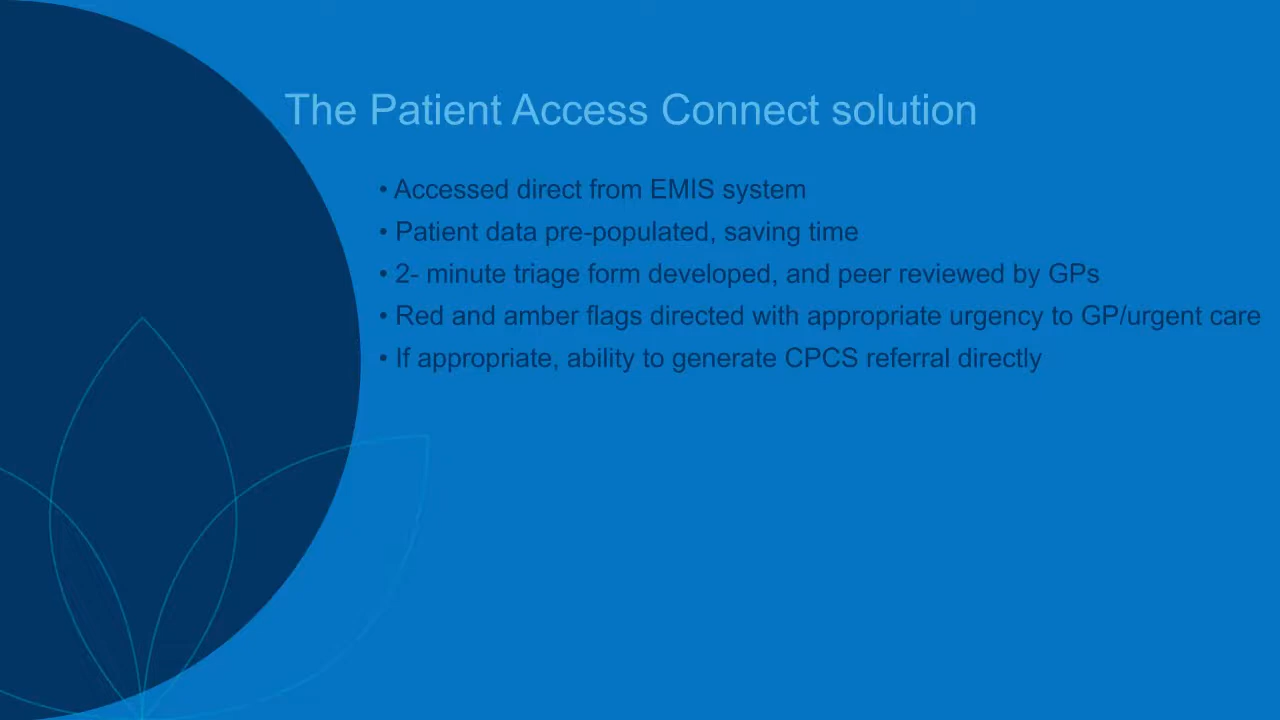 The Patient Access Connect solution
• Accessed direct from EMIS system
• Patient data pre-populated, saving time
• 2- minute triage form developed, and peer reviewed by GPs
• Red and amber flags directed with appropriate urgency to GP/urgent care
• If appropriate, ability to generate CPCS referral directly